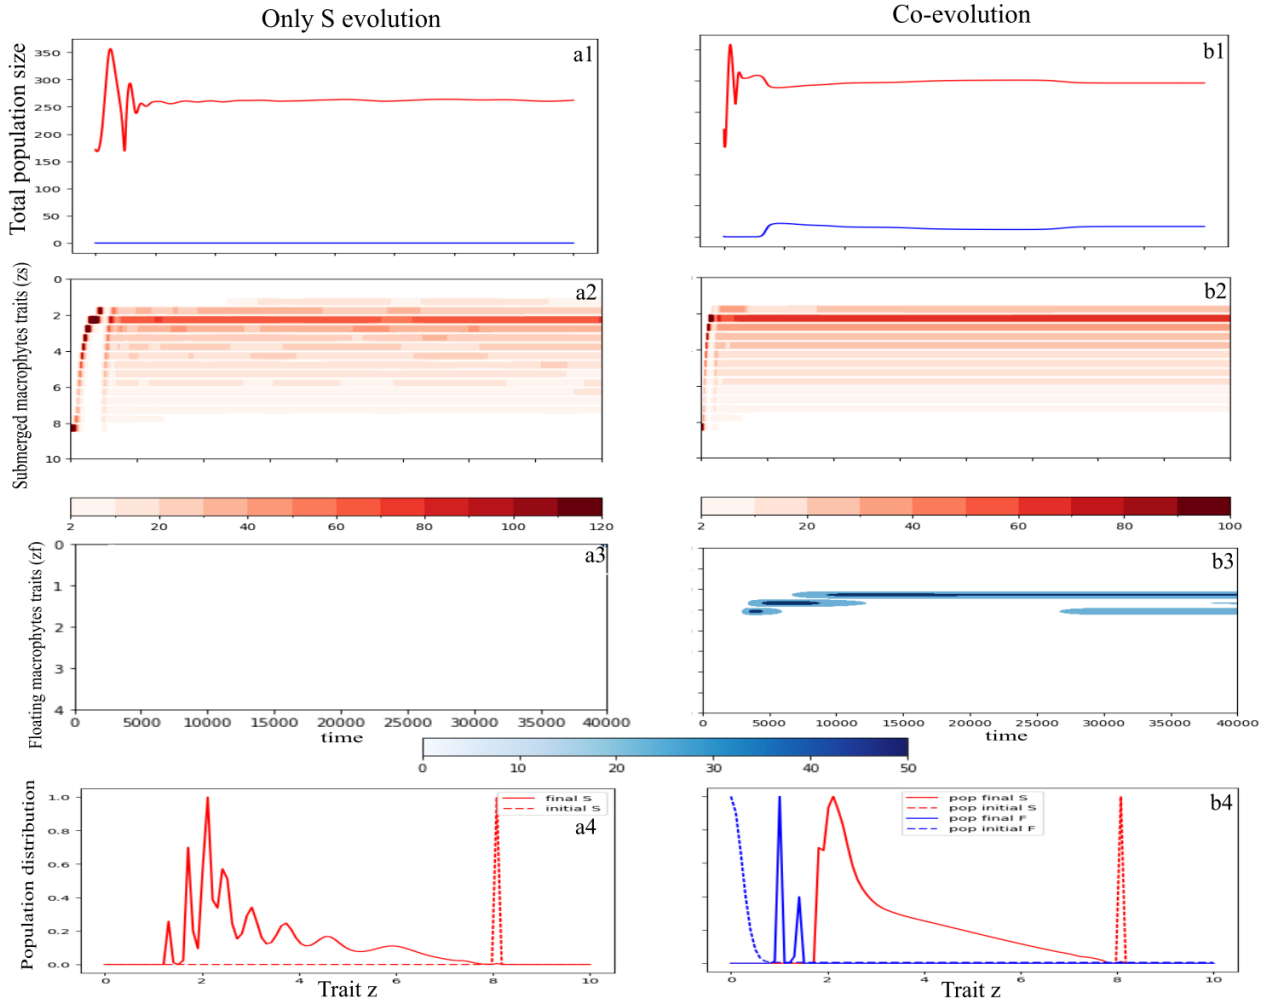 Only S evolution
Co-evolution
Total population size
350
300
250
200
150
100
50
0
a1
b1
Submerged macrophytes traits (zs)
0
2
4
6
8
10
a2
b2
2 20 40 60 80 100 120
2 20 40 60 80 100
Floating macrophytes traits (zf)
0
1
2
3
4
a3
b3
0 5000 10000 15000 20000 25000 30000 35000 40000
time
0 5000 10000 15000 20000 25000 30000 35000 40000
time
0 10 20 30 40 50
Population distribution
1.0
0.8
0.6
0.4
0.2
0.0
final S
initial S
a4
pop final S
pop initial S
pop final F
pop initial F
b4
0 2 4 6 8 10
Trait z
0 2 4 6 8 10
Trait z